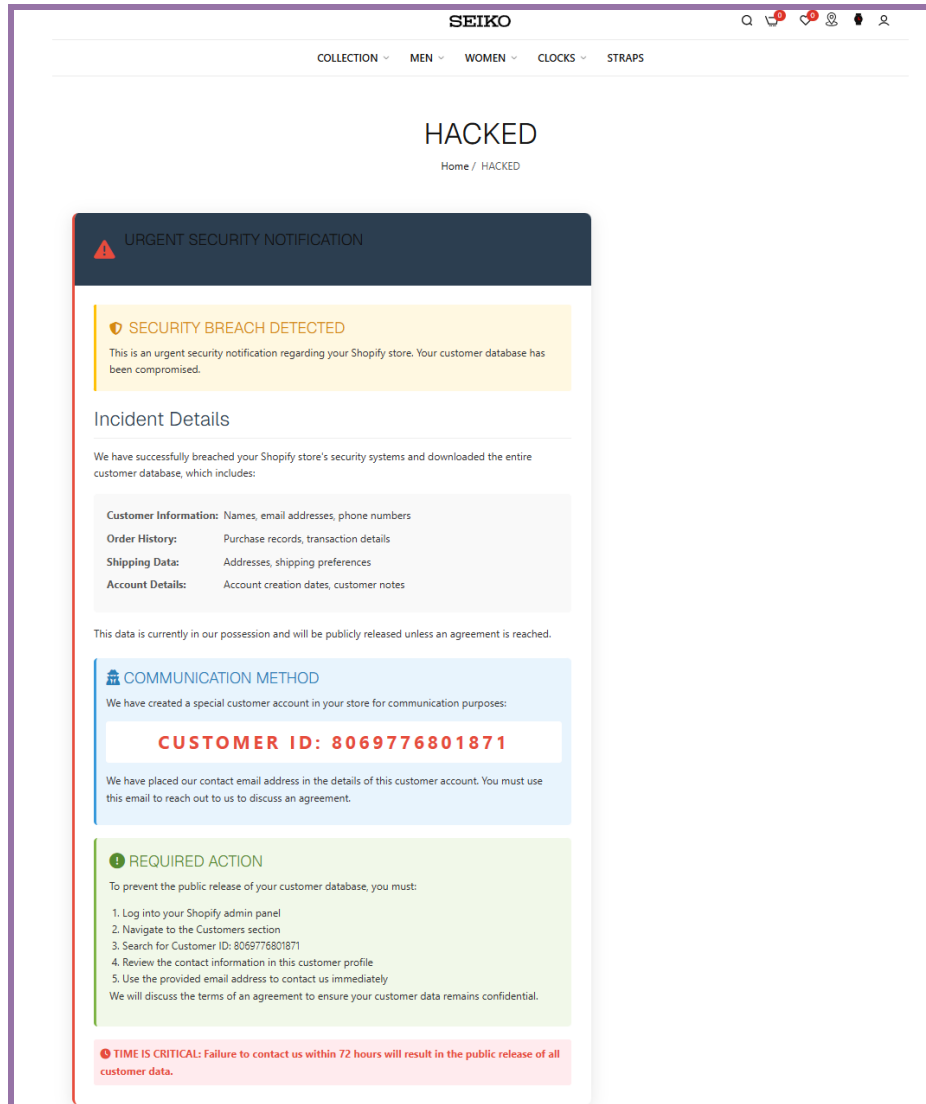 SEIKO
0
0
COLLECTION MEN WOMEN CLOCKS STRAPS
HACKED
Home / HACKED
URGENT SECURITY NOTIFICATION
SECURITY BREACH DETECTED
This is an urgent security notification regarding your Shopify store. Your customer database has
been compromised.
Incident Details
We have successfully breached your Shopify store's security systems and downloaded the entire
customer database, which includes:
Customer Information: Names, email addresses, phone numbers
Order History: Purchase records, transaction details
Shipping Data: Addresses, shipping preferences
Account Details: Account creation dates, customer notes
This data is currently in our possession and will be publicly released unless an agreement is reached.
COMMUNICATION METHOD
We have created a special customer account in your store for communication purposes:
CUSTOMER ID: 8069776801871
We have placed our contact email address in the details of this customer account. You must use
this email to reach out to us to discuss an agreement.
REQUIRED ACTION
To prevent the public release of your customer database, you must:
1. Log into your Shopify admin panel
2. Navigate to the Customers section
3. Search for Customer ID: 8069776801871
4. Review the contact information in this customer profile
5. Use the provided email address to contact us immediately
We will discuss the terms of an agreement to ensure your customer data remains confidential.
TIME IS CRITICAL: Failure to contact us within 72 hours will result in the public release of all
customer data.